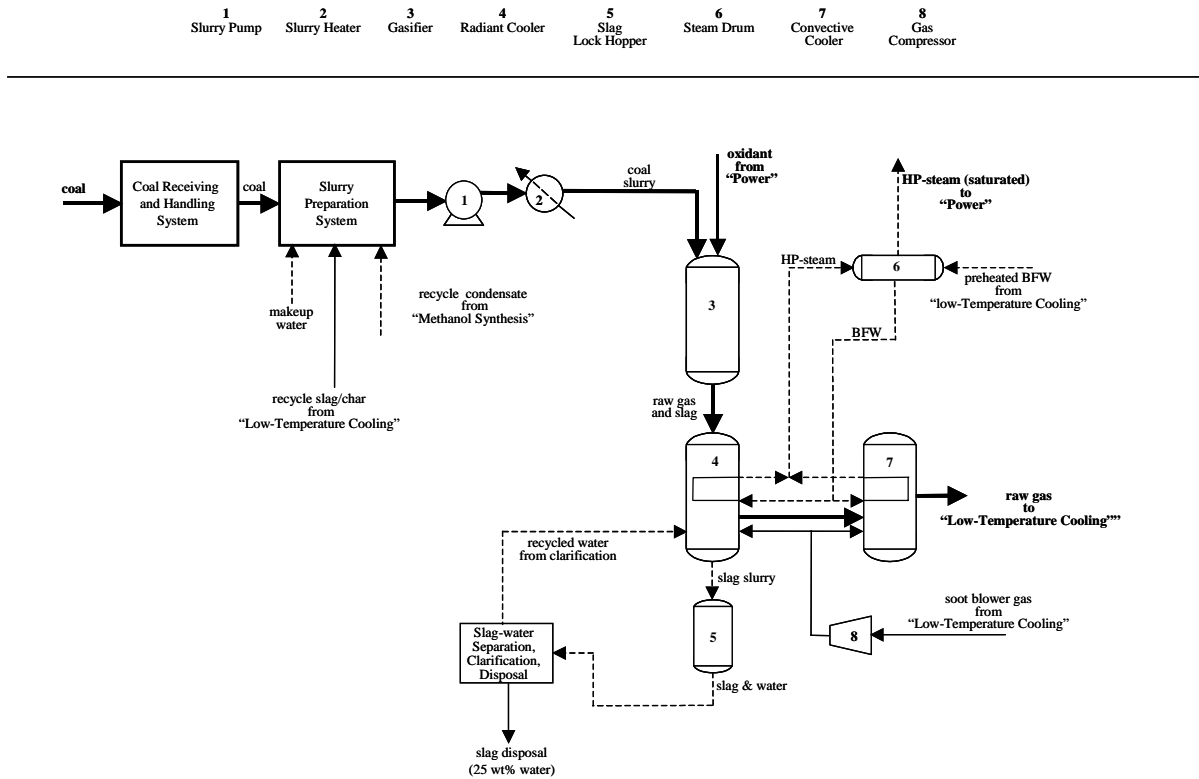 1
Slurry Pump
2
Slurry Heater
3
Gasifier
4
Radiant Cooler
5
Slag
Lock Hopper
6
Steam Drum
7
Convective
Cooler
8
Gas
Compressor
coal
Coal Receiving
and Handling
System
coal
Slurry
Preparation
System
1
2
coal
slurry
oxidant
from
“Power”
HP-steam (saturated)
to
“Power”
HP-steam
6
preheated BFW
from
“low-Temperature Cooling”
BFW
makeup
water
recycle condensate
from
“Methanol Synthesis”
recycle slag/char
from
“Low-Temperature Cooling”
3
raw gas
and slag
4
7
raw gas
to
“Low-Temperature Cooling””
recycled water
from clarification
slag slurry
soot blower gas
from
“Low-Temperature Cooling”
8
5
Slag-water
Separation,
Clarification,
Disposal
slag & water
slag disposal
(25 wt% water)